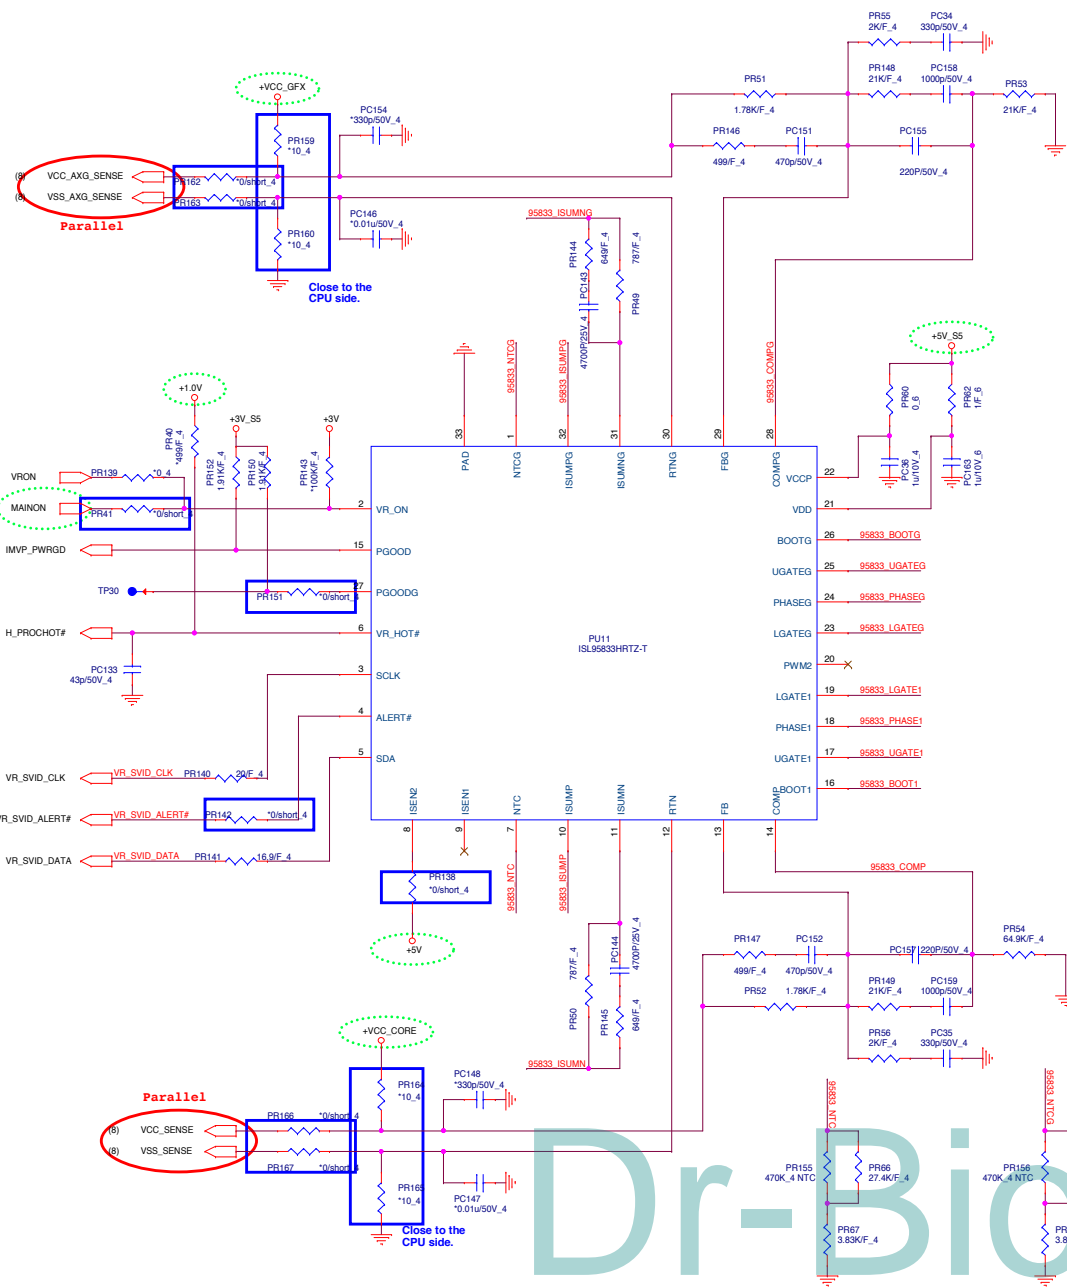 PR55
2K/F_4
PC34
330p/50V_4
PR148
21K/F_4
PC158
1000p/50V_4
PR51
1.78K/F_4
PR53
21K/F_4
PR146
499/F_4
PC151
470p/50V_4
PC155
220P/50V_4
+VCC_GFX
PC154
*330p/50V_4
PR159
*10_4
(8)
VCC_AXG_SENSE
PR162
*0/short_4
(8)
VSS_AXG_SENSE
PR163
*0/short_4
Parallel
PC146
*0.01u/50V_4
PR160
*10_4
Close to the
CPU side.
95833_ISUMNG
PR144
649/F_4
787/F_4
PC143
4700P/25V_4
PR49
95833_NTCG
95833_ISUMPG
95833_COMPG
+5V_S5
PR60
0_6
PR62
1/F_6
PC36
1u/10V_4
PC163
1u/10V_6
+1.0V
PR40
*499/F_4
+3V_S5
+3V
PR152
1.91K/F_4
PR150
1.91K/F_4
PR143
*100K/F_4
VRON
PR139
*0_4
MAINON
PR41
*0/short_4
IMVP_PWRGD
TP30
PR151
*0/short_4
H_PROCHOT#
PC133
43p/50V_4
33
PAD
1
NTCG
32
ISUMPG
31
ISUMNG
30
RTNG
29
FBG
28
COMPG
2
VR_ON
15
PGOOD
27
PGOODG
6
VR_HOT#
3
SCLK
4
ALERT#
5
SDA
PU11
ISL95833HRTZ-T
VCCP
22
VDD
21
BOOTG
26
95833_BOOTG
UGATEG
25
95833_UGATEG
PHASEG
24
95833_PHASEG
LGATEG
23
95833_LGATEG
PWM2
20
LGATE1
19
95833_LGATE1
PHASE1
18
95833_PHASE1
UGATE1
17
95833_UGATE1
BOOT1
16
95833_BOOT1
VR_SVID_CLK
VR_SVID_CLK
PR140
20/F_4
VR_SVID_ALERT#
VR_SVID_ALERT#
PR142
*0/short_4
VR_SVID_DATA
VR_SVID_DATA
PR141
16.9/F_4
ISEN2
8
ISEN1
9
NTC
7
ISUMP
10
ISUMN
11
RTN
12
FB
13
COMP
14
PR138
*0/short_4
+5V
95833_NTC
95833_ISUMP
95833_COMP
787/F_4
PC144
4700P/25V_4
PR50
PR145
649/F_4
95833_ISUMN
PR147
499/F_4
PC152
470p/50V_4
PC157
220P/50V_4
PR54
64.9K/F_4
PR52
1.78K/F_4
PR149
21K/F_4
PC159
1000p/50V_4
PR56
2K/F_4
PC35
330p/50V_4
+VCC_CORE
PC148
*330p/50V_4
PR164
*10_4
Parallel
(8)
VCC_SENSE
PR166
*0/short_4
(8)
VSS_SENSE
PR167
*0/short_4
PR165
*10_4
PC147
*0.01u/50V_4
Close to the
CPU side.
95833_NTC
95833_NTCG
PR155
470K_4 NTC
PR66
27.4K/F_4
PR67
3.83K/F_4
PR156
470K_4 NTC
Dr-Bio